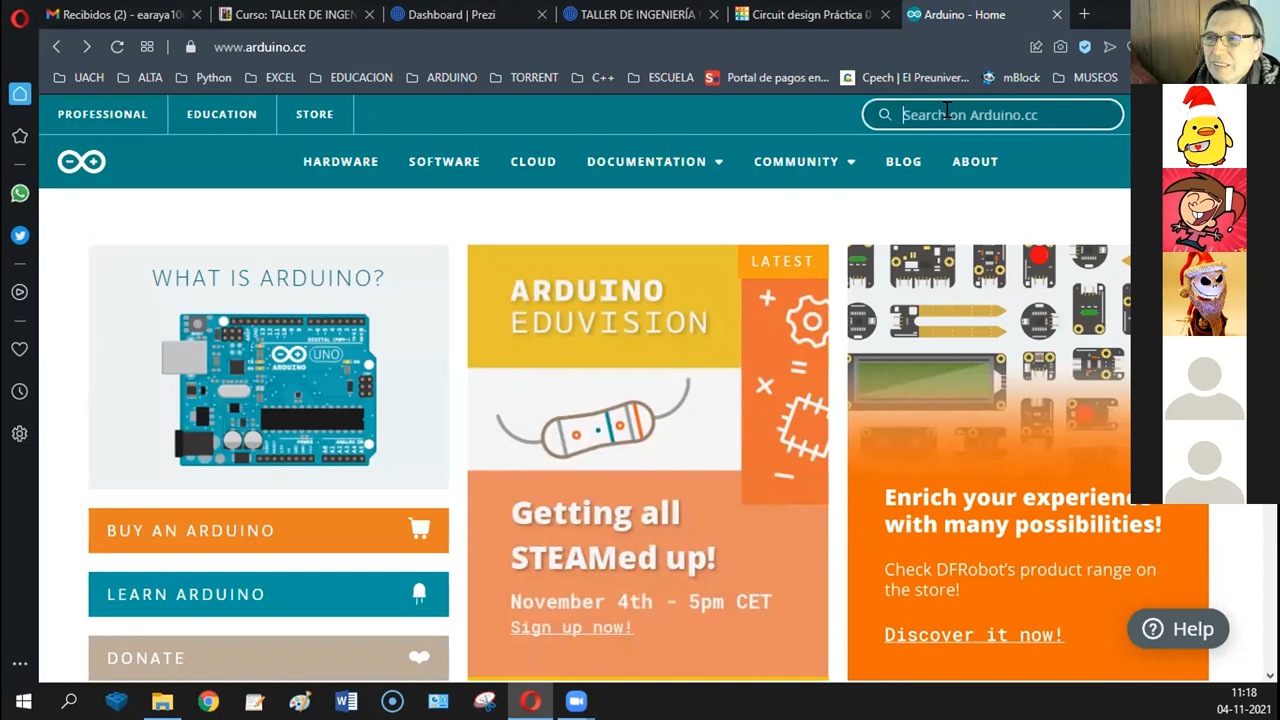 Recibidos (2) - earaya10
Curso: TALLER DE INGEN
Dashboard | Prezi
TALLER DE INGENIERÍA
Circuit design Práctica 0
Arduino - Home
www.arduino.cc
UACH
ALTA
Python
EXCEL
EDUCACION
ARDUINO
TORRENT
C++
ESCUELA
Portal de pagos en...
Cpech | El Preuniver...
mBlock
MUSEOS
PROFESSIONAL
EDUCATION
STORE
Search on Arduino.cc
HARDWARE
SOFTWARE
CLOUD
DOCUMENTATION
COMMUNITY
BLOG
ABOUT
WHAT IS ARDUINO?
UNO
ARDUINO
BUY AN ARDUINO
LEARN ARDUINO
DONATE
LATEST
ARDUINO
EDUVISION
Getting all
STEAMed up!
November 4th - 5pm CET
Sign up now!
Enrich your experienc
with many possibilities!
Check DFRobot's product range on
the store!
Discover it now!
Help
11:18
04-11-2021